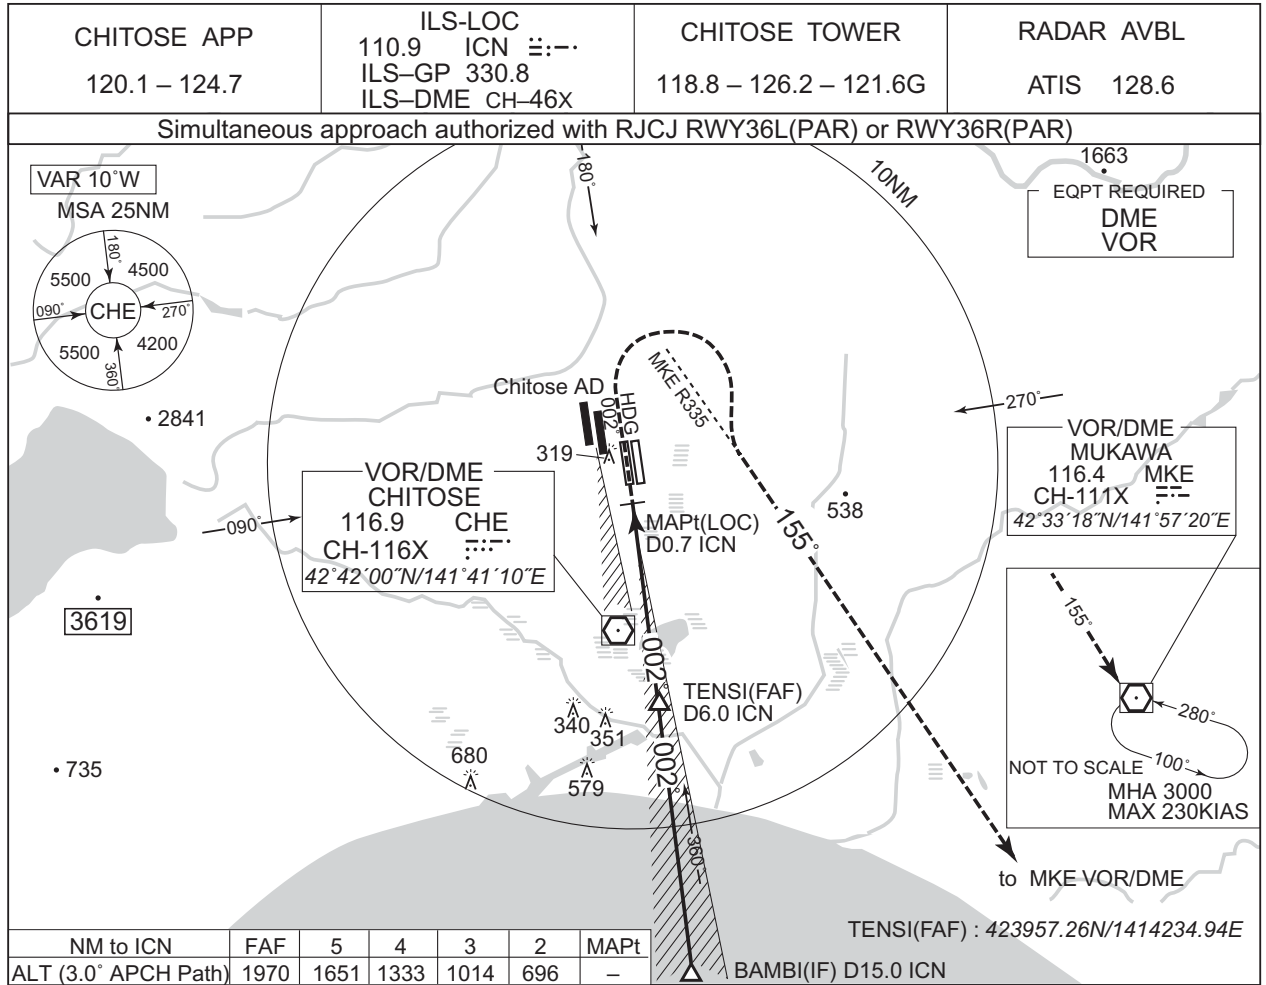 CHITOSE APP
120.1 – 124.7
ILS-LOC
110.9 ICN
ILS–GP 330.8
ILS–DME CH–46X
CHITOSE TOWER
118.8 – 126.2 – 121.6G
RADAR AVBL
ATIS 128.6
Simultaneous approach authorized with RJCJ RWY36L(PAR) or RWY36R(PAR)
VAR 10°W
MSA 25NM
180°
5500
4500
090°
CHE
270°
5500
4200
360°
180°
10NM
1663
EQPT REQUIRED
DME
VOR
2841
Chitose AD
002°
HDG
MKE R335
319
270°
VOR/DME
MUKAWA
116.4 MKE
CH-111X
42°33´18˝N/141°57´20˝E
VOR/DME
CHITOSE
116.9 CHE
CH-116X
42°42´00˝N/141°41´10˝E
090°
538
155°
MAPt(LOC)
D0.7 ICN
3619
002°
TENSI(FAF)
D6.0 ICN
340
351
680
579
735
002°
360
155°
280°
100°
NOT TO SCALE
MHA 3000
MAX 230KIAS
to MKE VOR/DME
TENSI(FAF) : 423957.26N/1414234.94E
BAMBI(IF) D15.0 ICN
NM to ICN FAF 5 4 3 2 MAPt
ALT (3.0° APCH Path) 1970 1651 1333 1014 696 –